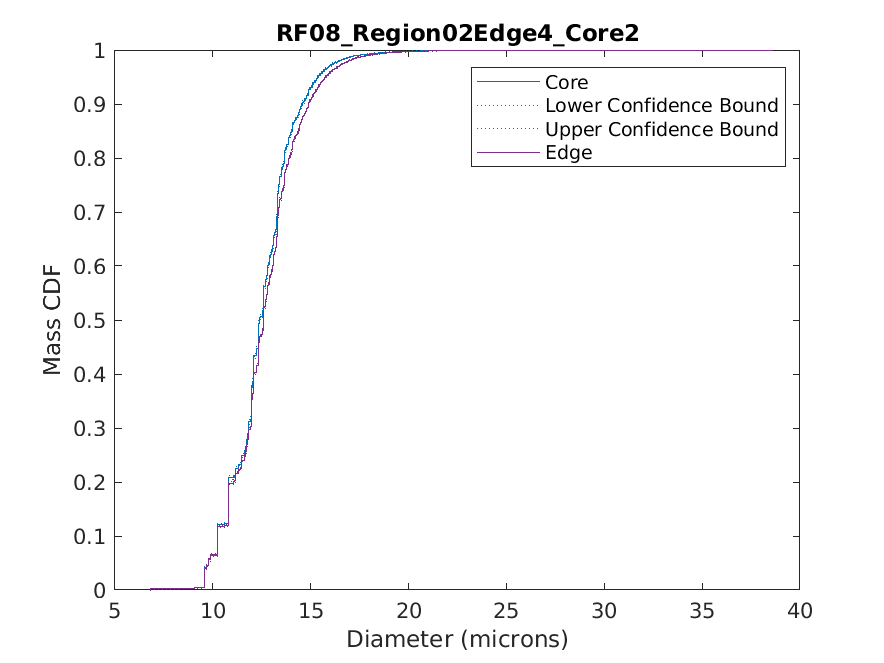 RF08_Region02Edge4_Core2
1
0.9
0.8
0.7
0.6
0.5
0.4
0.3
0.2
0.1
0
Mass CDF
Core
Lower Confidence Bound
Upper Confidence Bound
Edge
5 10 15 20 25 30 35 40
Diameter (microns)